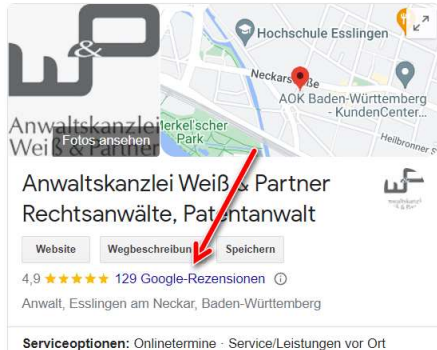 &
Hochschule Esslingen
Neckarstraße
AOK Baden-Württemberg
- KundenCenter...
Merkel'scher
Park
Heilbronner S
Anwaltskanzlei
Weiß & Partner
Fotos ansehen
Anwaltskanzlei Weiß & Partner
Rechtsanwälte, Patentanwalt
Website
Wegbeschreibun
Speichern
4,9 ★★★★★ 129 Google-Rezensionen
Anwalt, Esslingen am Neckar, Baden-Württemberg
Serviceoptionen: Onlinetermine · Service/Leistungen vor Ort